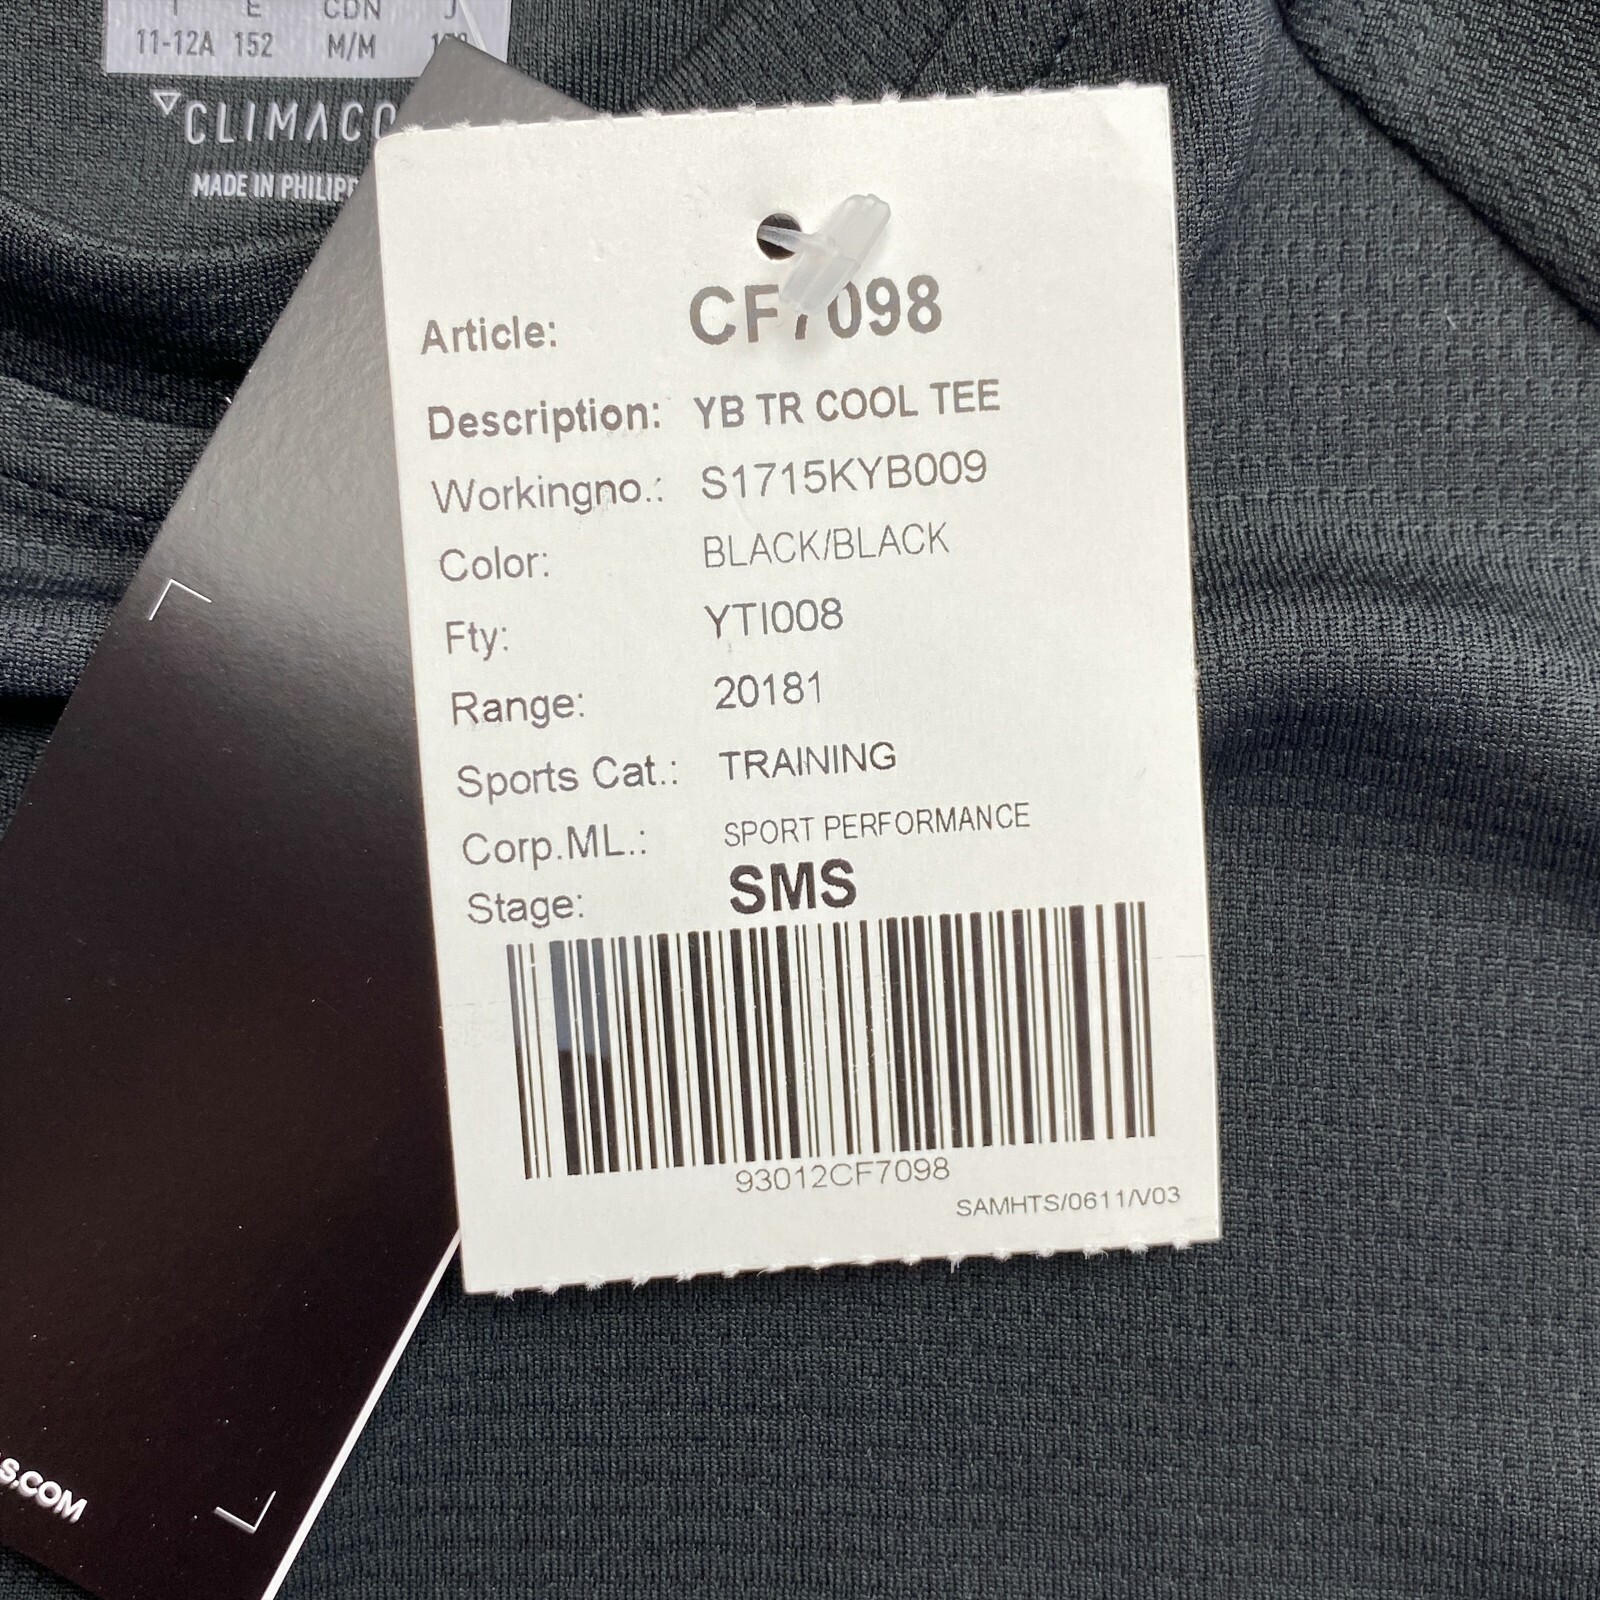 I E CDN J
11-12A 152 M/M
CLIMACO
MADE IN PHILIPP
Article: CF7098
Description: YB TR COOL TEE
Workingno.: S1715KYB009
Color: BLACK/BLACK
Fty: YTI008
Range: 20181
Sports Cat.: TRAINING
Corp.ML.: SPORT PERFORMANCE
Stage: SMS
93012CF7098
SAMHTS/0611/V03
S.COM